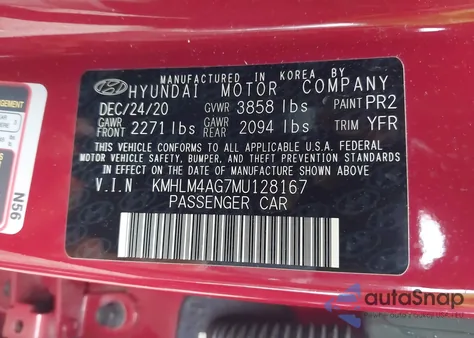 MANUFACTURED IN KOREA BY
HYUNDAI MOTOR COMPANY
DEC/24/20 GVWR 3858 lbs PAINT PR2
GAWR FRONT 2271 lbs GAWR REAR 2094 lbs TRIM YFR
THIS VEHICLE CONFORMS TO ALL APPLICABLE U.S.A. FEDERAL
MOTOR VEHICLE SAFETY, BUMPER, AND THEFT PREVENTION
STANDARDS IN EFFECT ON THE DATE OF MANUFACTURE SHOWN ABOVE.
V.I.N KMHLM4AG7MU128167
PASSENGER CAR
N56
autoSnap